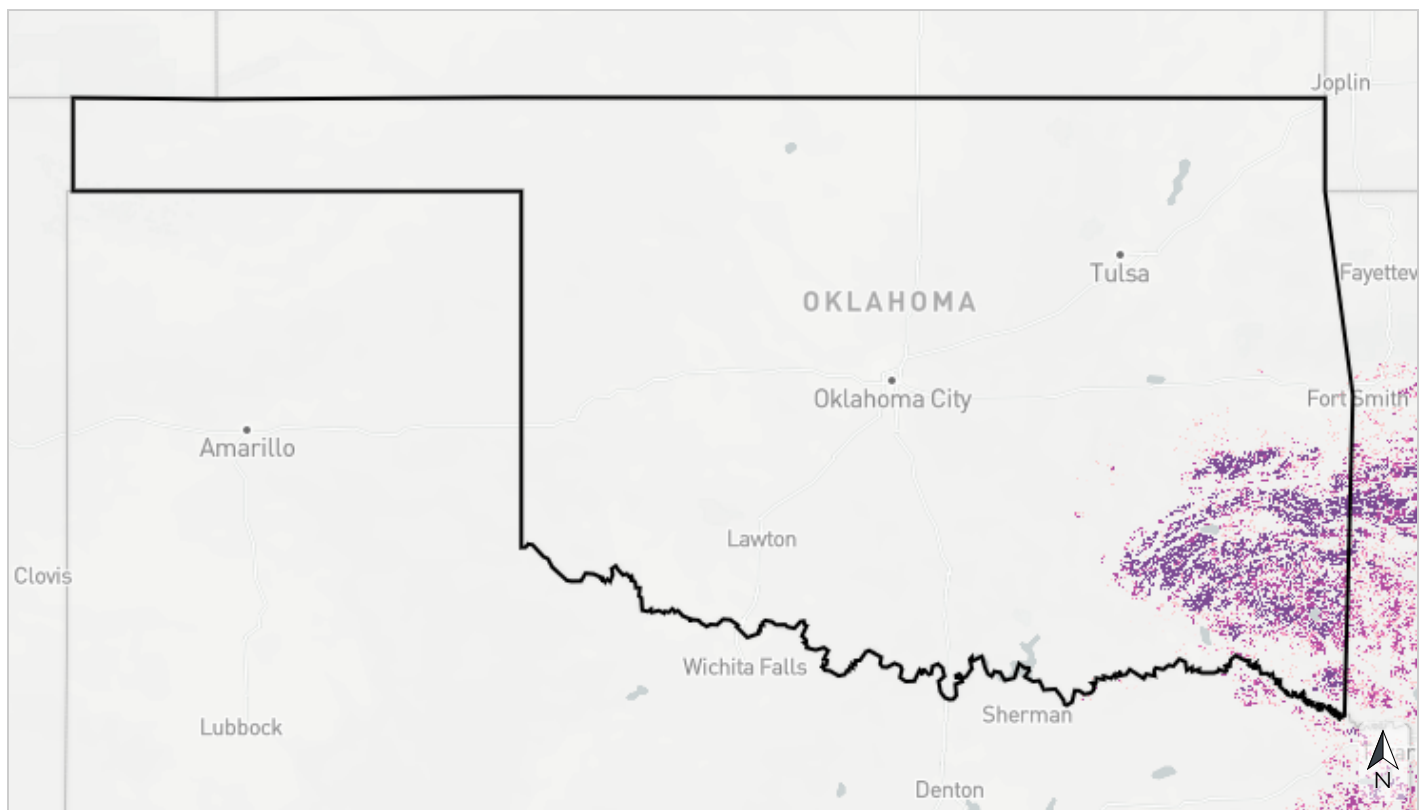 Joplin
Tulsa
Fayettev
OKLAHOMA
Oklahoma City
Fort Smith
Amarillo
Lawton
Clovis
Wichita Falls
Sherman
Lubbock
N
Denton